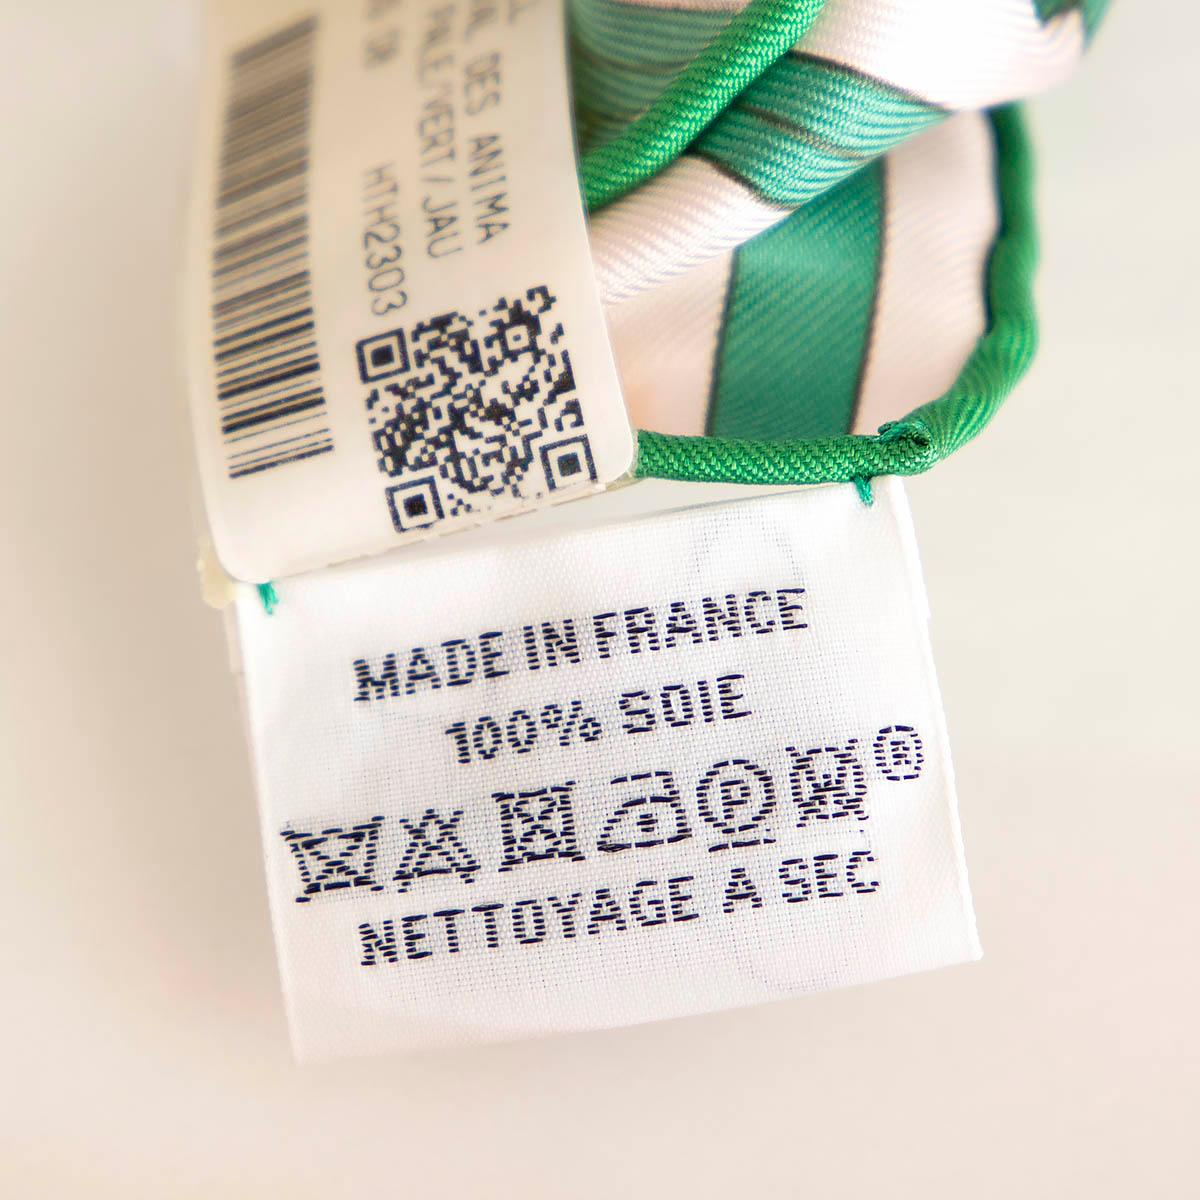 DES ANIMA
PALE/VERT/JAU
HTH2303
MADE IN FRANCE
100% SOIE
P
NETTOYAGE A SEC